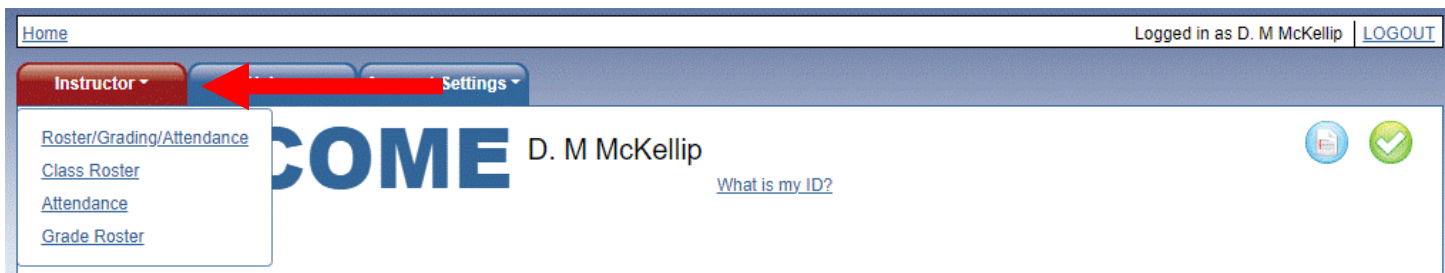 Home Logged in as D. M McKellip LOGOUT
Instructor Settings
Roster/Grading/Attendance
Class Roster
Attendance
Grade Roster
COME D. M McKellip
What is my ID?